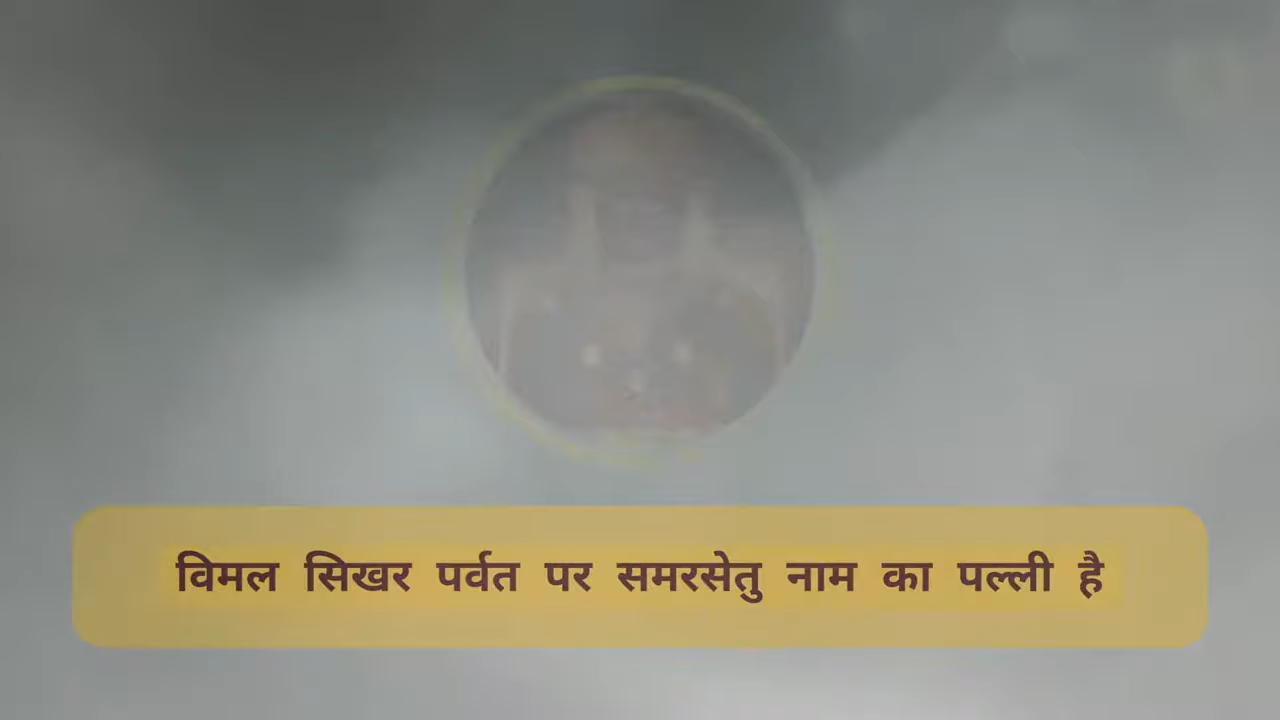 विमल सिखर पर्वत पर समरसेतु नाम का पल्ली है